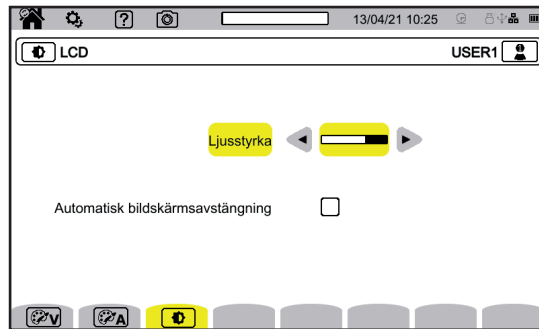 13/04/21 10:25
LCD USER1
Ljusstyrka
Automatisk bildskärmsavstängning
V A